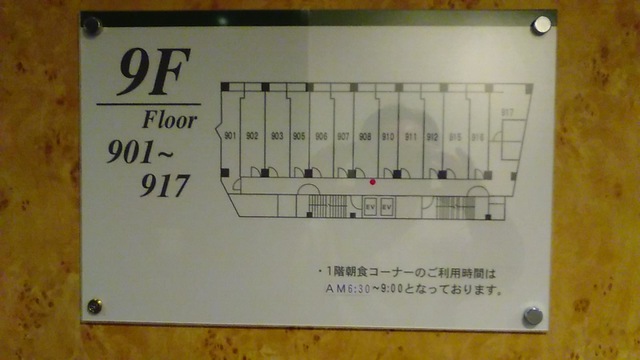 9F
Floor
901~
917
901 902 903 905 906 907 908 910 911 912 915 916 917
EV EV
・1階朝食コーナーのご利用時間は
AM6:30~9:00となっております。